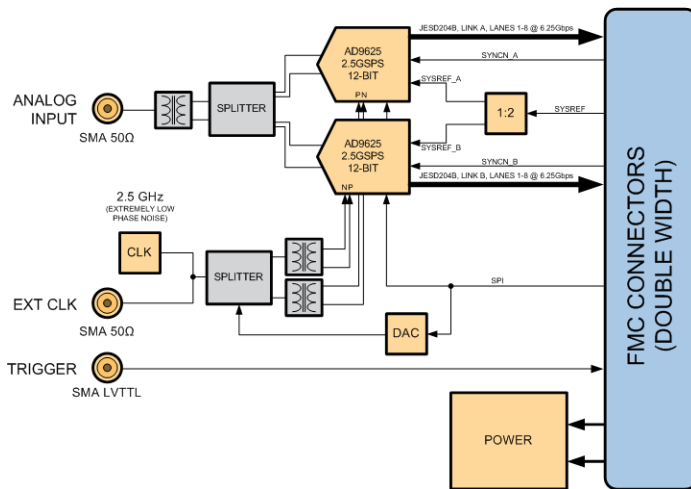 JESD204B, LINK A, LANES 1-8 @ 6.25Gbps
AD9625
2.5GSPS
12-BIT
PN
SYNCN_A
SYSREF_A
ANALOG
INPUT
SMA 50Ω
SPLITTER
1:2
SYSREF
AD9625
2.5GSPS
12-BIT
NP
SYSREF_B
SYNCN_B
JESD204B, LINK B, LANES 1-8 @ 6.25Gbps
2.5 GHz
(EXTREMELY LOW
PHASE NOISE)
CLK
SPLITTER
SPI
EXT CLK
SMA 50Ω
DAC
TRIGGER
SMA LVTTL
POWER
FMC CONNECTORS
(DOUBLE WIDTH)